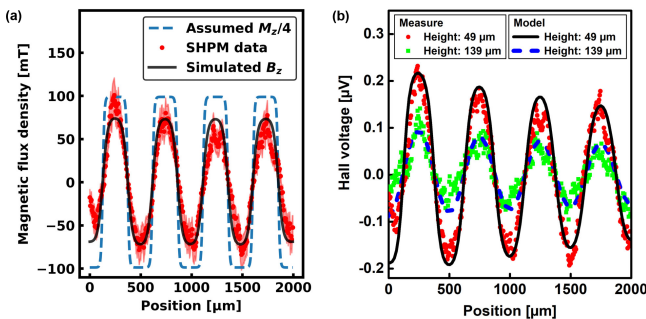 (a)
Assumed M_z/4
SHPM data
Simulated B_z
Magnetic flux density [mT]
100
50
0
−50
−100
0 500 1000 1500 2000
Position [μm]
(b)
Measure
Height: 49 μm
Height: 139 μm
Model
Height: 49 μm
Height: 139 μm
Hall voltage [μV]
0.3
0.2
0.1
0.0
-0.1
-0.2
0 500 1000 1500 2000
Position [μm]